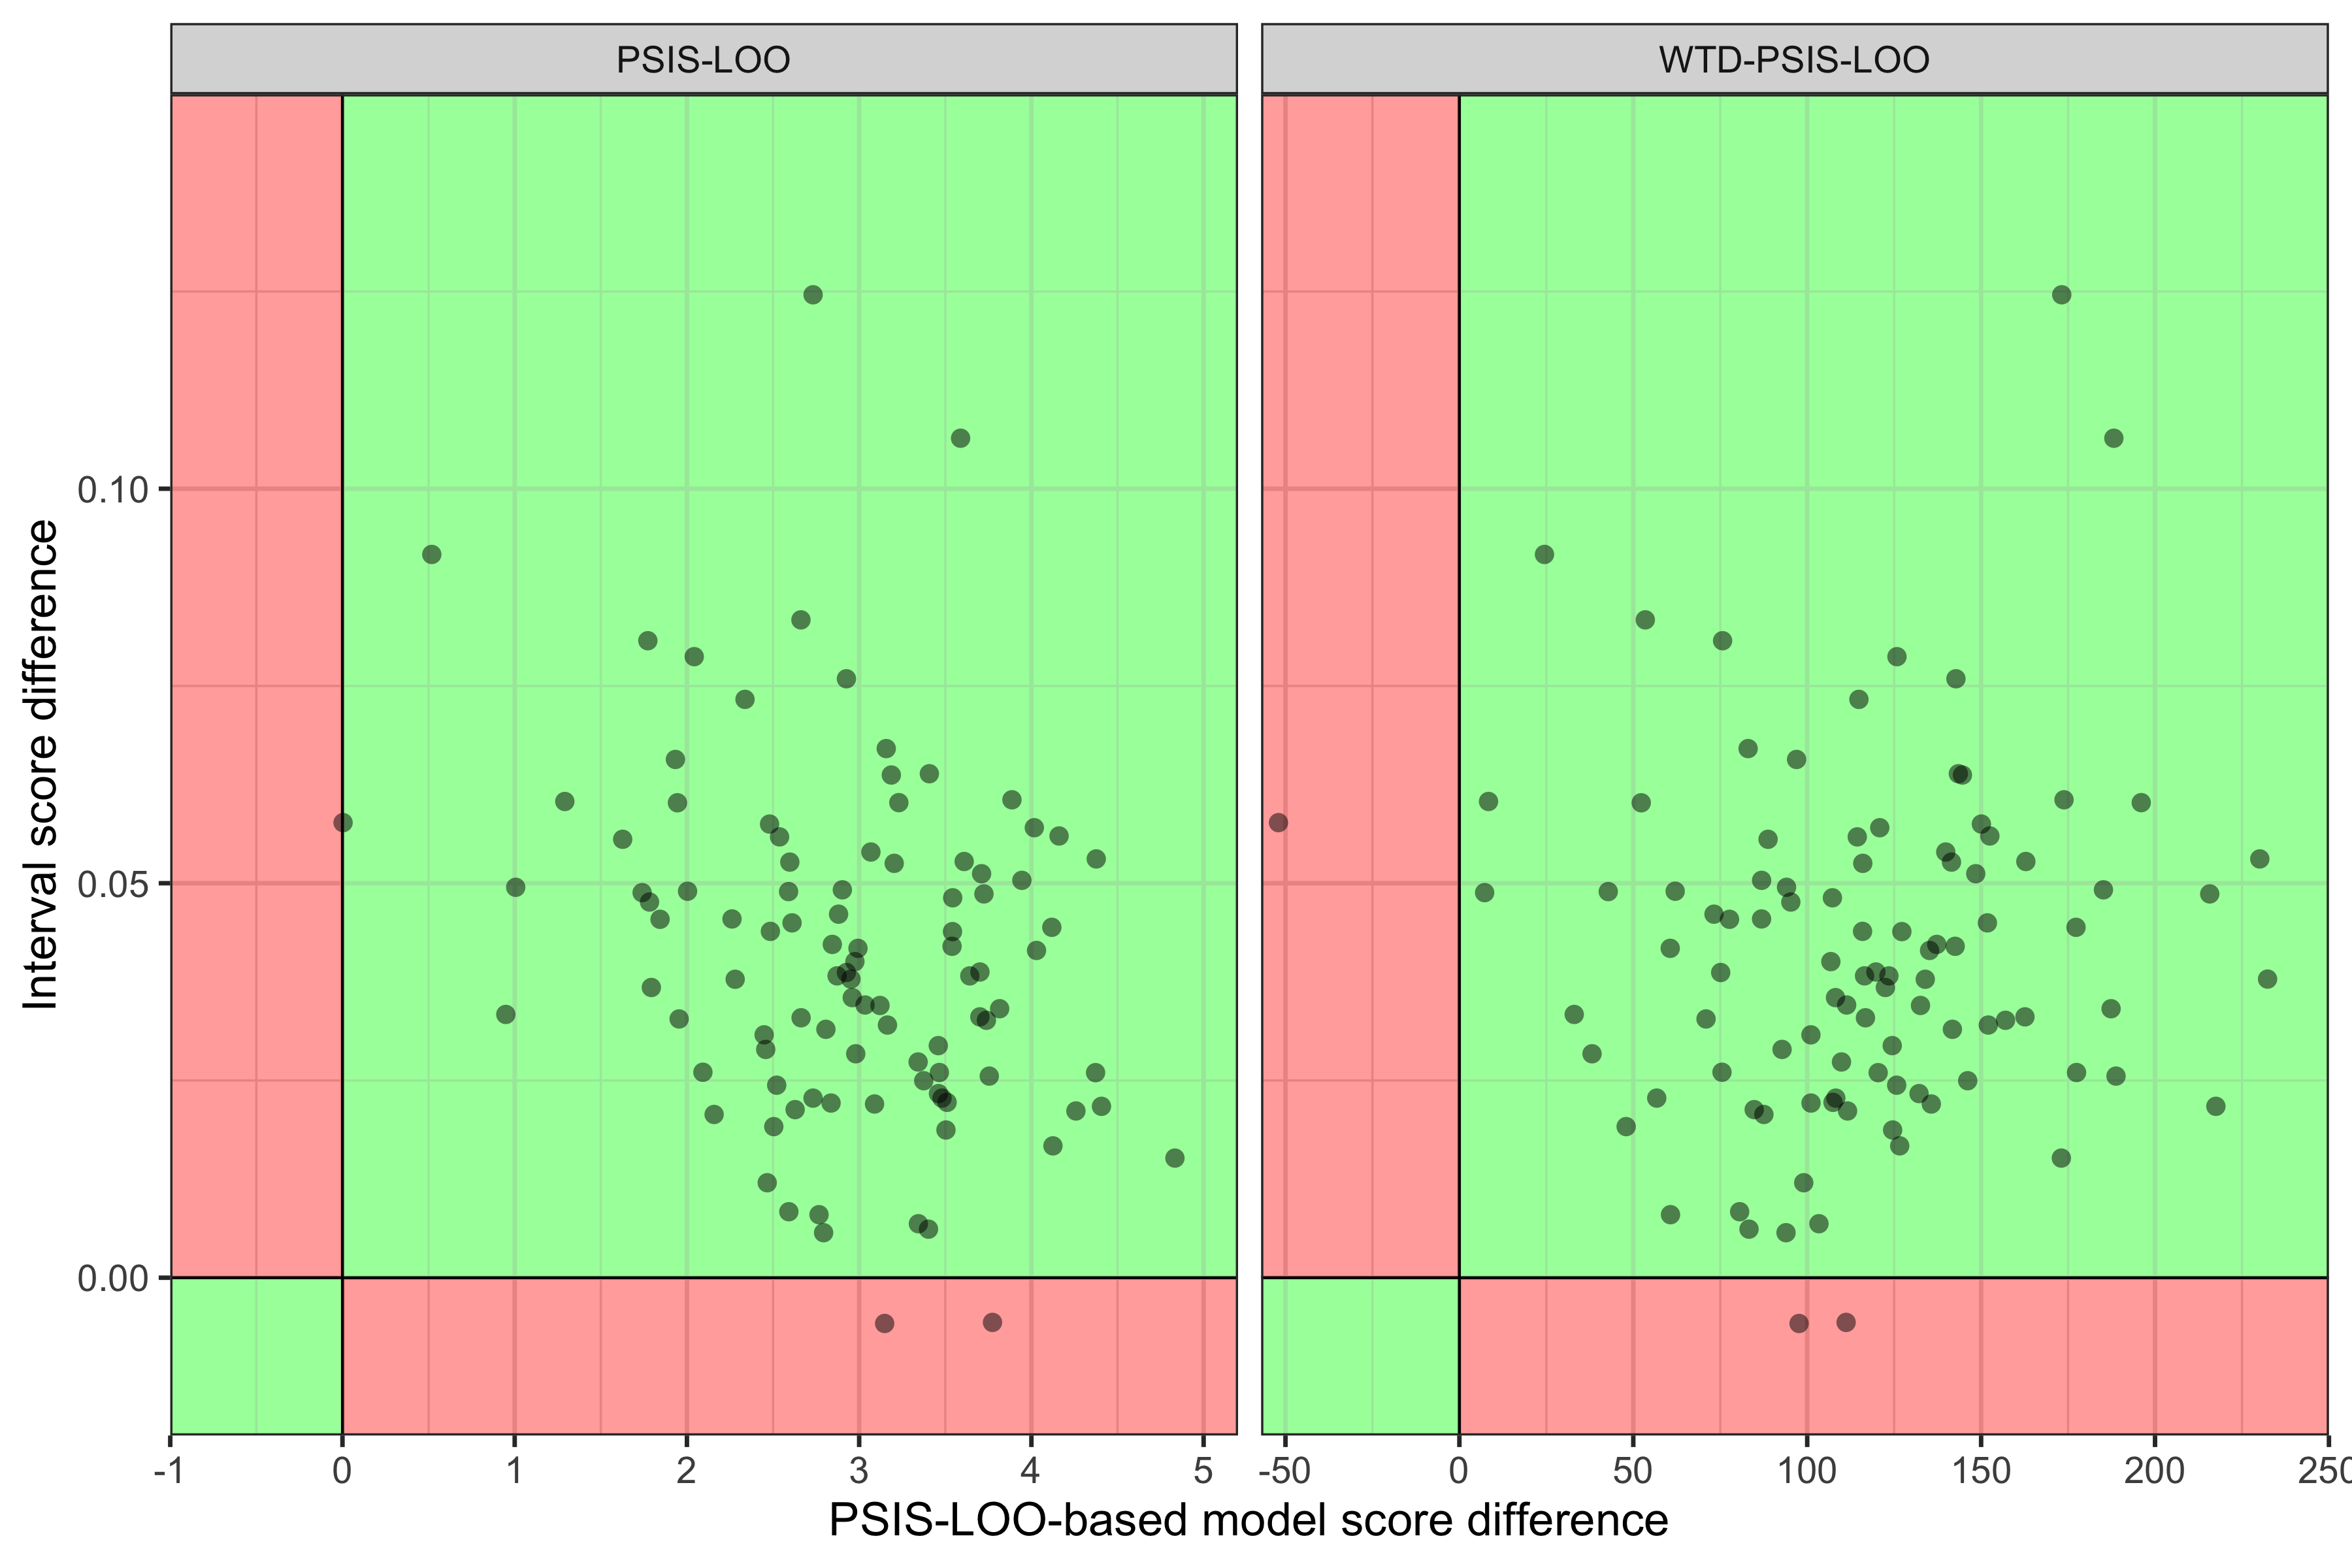 PSIS-LOO
WTD-PSIS-LOO
Interval score difference
0.10
0.05
0.00
-1 0 1 2 3 4 5
-50 0 50 100 150 200 250
PSIS-LOO-based model score difference